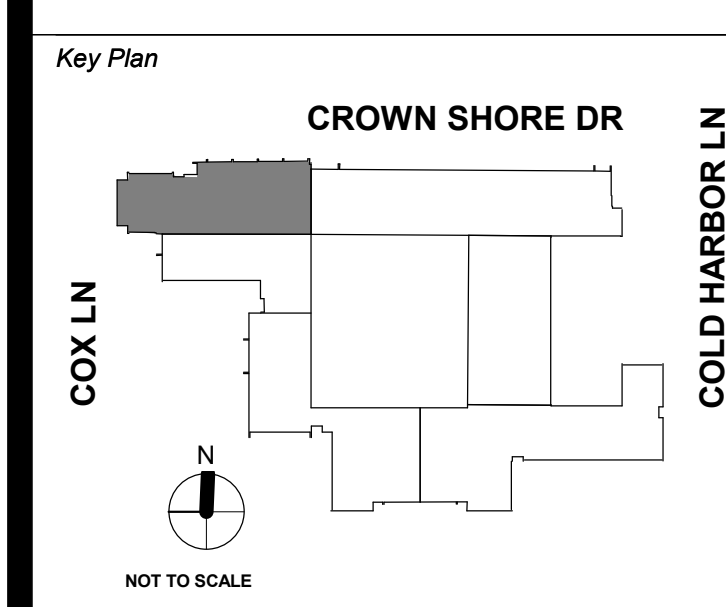 Key Plan
CROWN SHORE DR
COLD HARBOR LN
COX LN
N
NOT TO SCALE